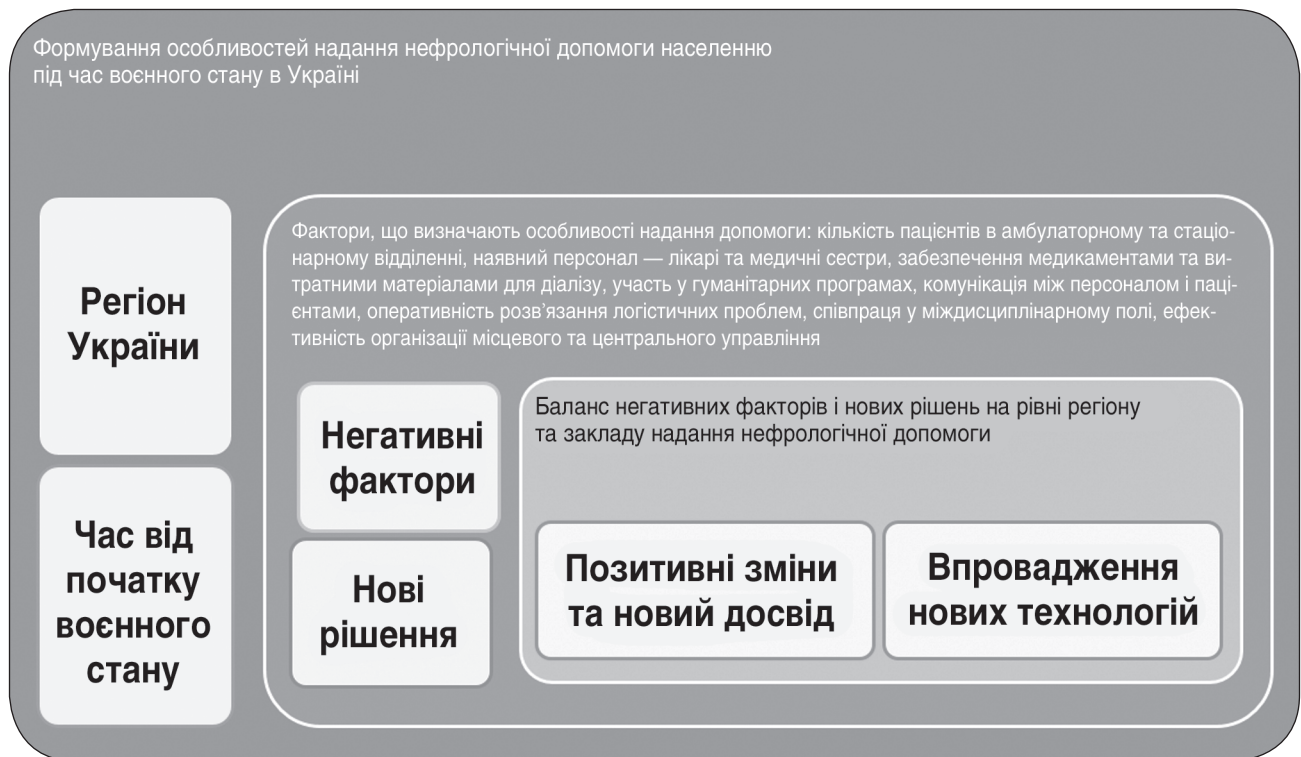 Формування особливостей надання нефрологічної допомоги населенню
під час воєнного стану в Україні
Регіон
України
Час від
початку
воєнного
стану
Фактори, що визначають особливості надання допомоги: кількість пацієнтів в амбулаторному та стаціо-
нарному відділенні, наявний персонал — лікарі та медичні сестри, забезпечення медикаментами та ви-
тратними матеріалами для діалізу, участь у гуманітарних програмах, комунікація між персоналом і паці-
єнтами, оперативність розв’язання логістичних проблем, співпраця у міждисциплінарному полі, ефек-
тивність організації місцевого та центрального управління
Негативні
фактори
Нові
рішення
Баланс негативних факторів і нових рішень на рівні регіону
та закладу надання нефрологічної допомоги
Позитивні зміни
та новий досвід
Впровадження
нових технологій